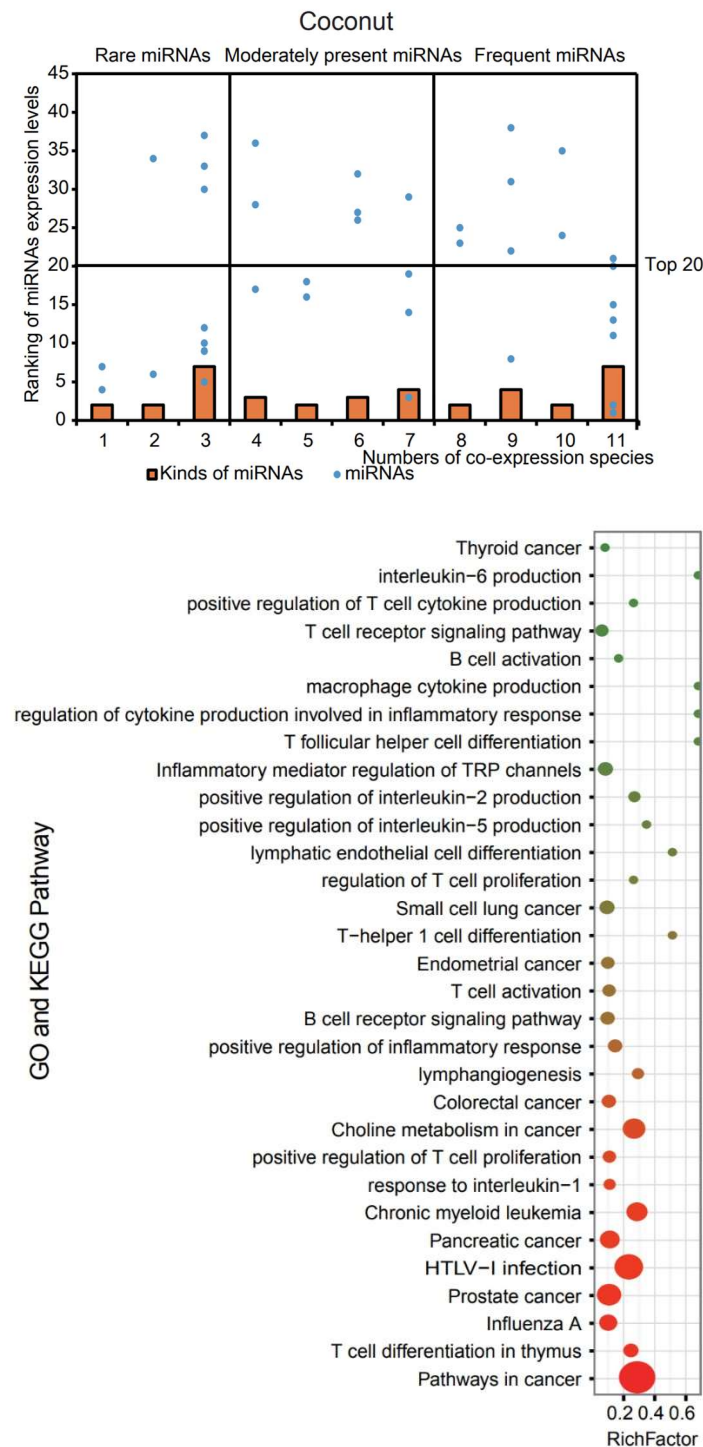 Coconut
Rare miRNAs Moderately present miRNAs Frequent miRNAs
Ranking of miRNAs expression levels
45
40
35
30
25
20
15
10
5
0
Top 20
1 2 3 4 5 6 7 8 9 10 11
Numbers of co-expression species
Kinds of miRNAs miRNAs
GO and KEGG Pathway
Thyroid cancer
interleukin−6 production
positive regulation of T cell cytokine production
T cell receptor signaling pathway
B cell activation
macrophage cytokine production
regulation of cytokine production involved in inflammatory response
T follicular helper cell differentiation
Inflammatory mediator regulation of TRP channels
positive regulation of interleukin−2 production
positive regulation of interleukin−5 production
lymphatic endothelial cell differentiation
regulation of T cell proliferation
Small cell lung cancer
T−helper 1 cell differentiation
Endometrial cancer
T cell activation
B cell receptor signaling pathway
positive regulation of inflammatory response
lymphangiogenesis
Colorectal cancer
Choline metabolism in cancer
positive regulation of T cell proliferation
response to interleukin−1
Chronic myeloid leukemia
Pancreatic cancer
HTLV−I infection
Prostate cancer
Influenza A
T cell differentiation in thymus
Pathways in cancer
0.2 0.4 0.6
RichFactor